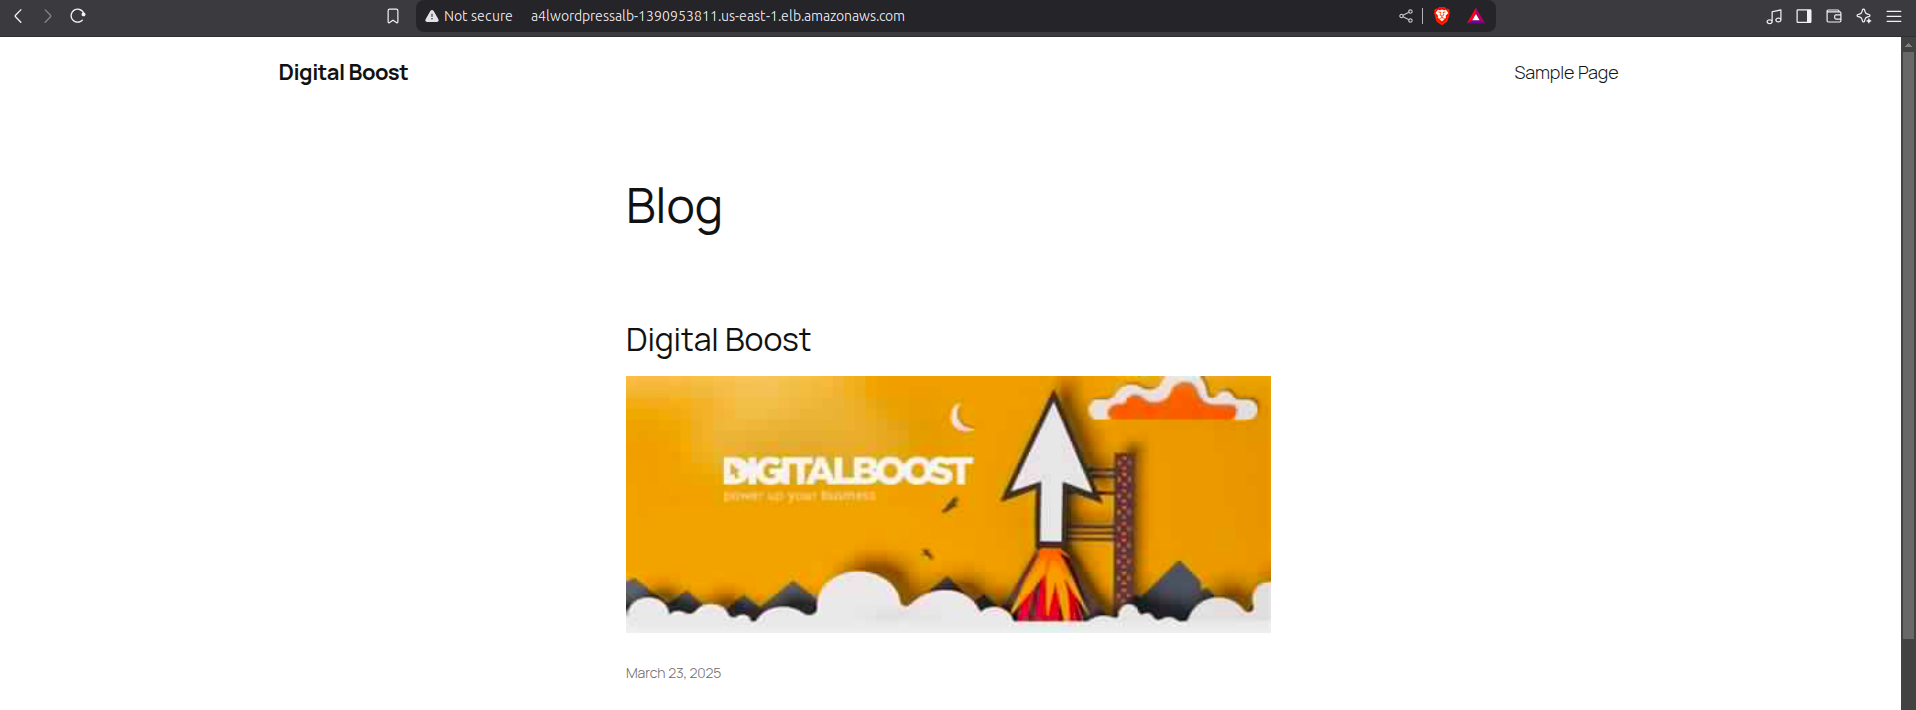 Not secure a4lwordpressalb-1390953811.us-east-1.elb.amazonaws.com
Digital Boost
Sample Page
Blog
Digital Boost
DIGITALBOOST
power up your business
March 23, 2025